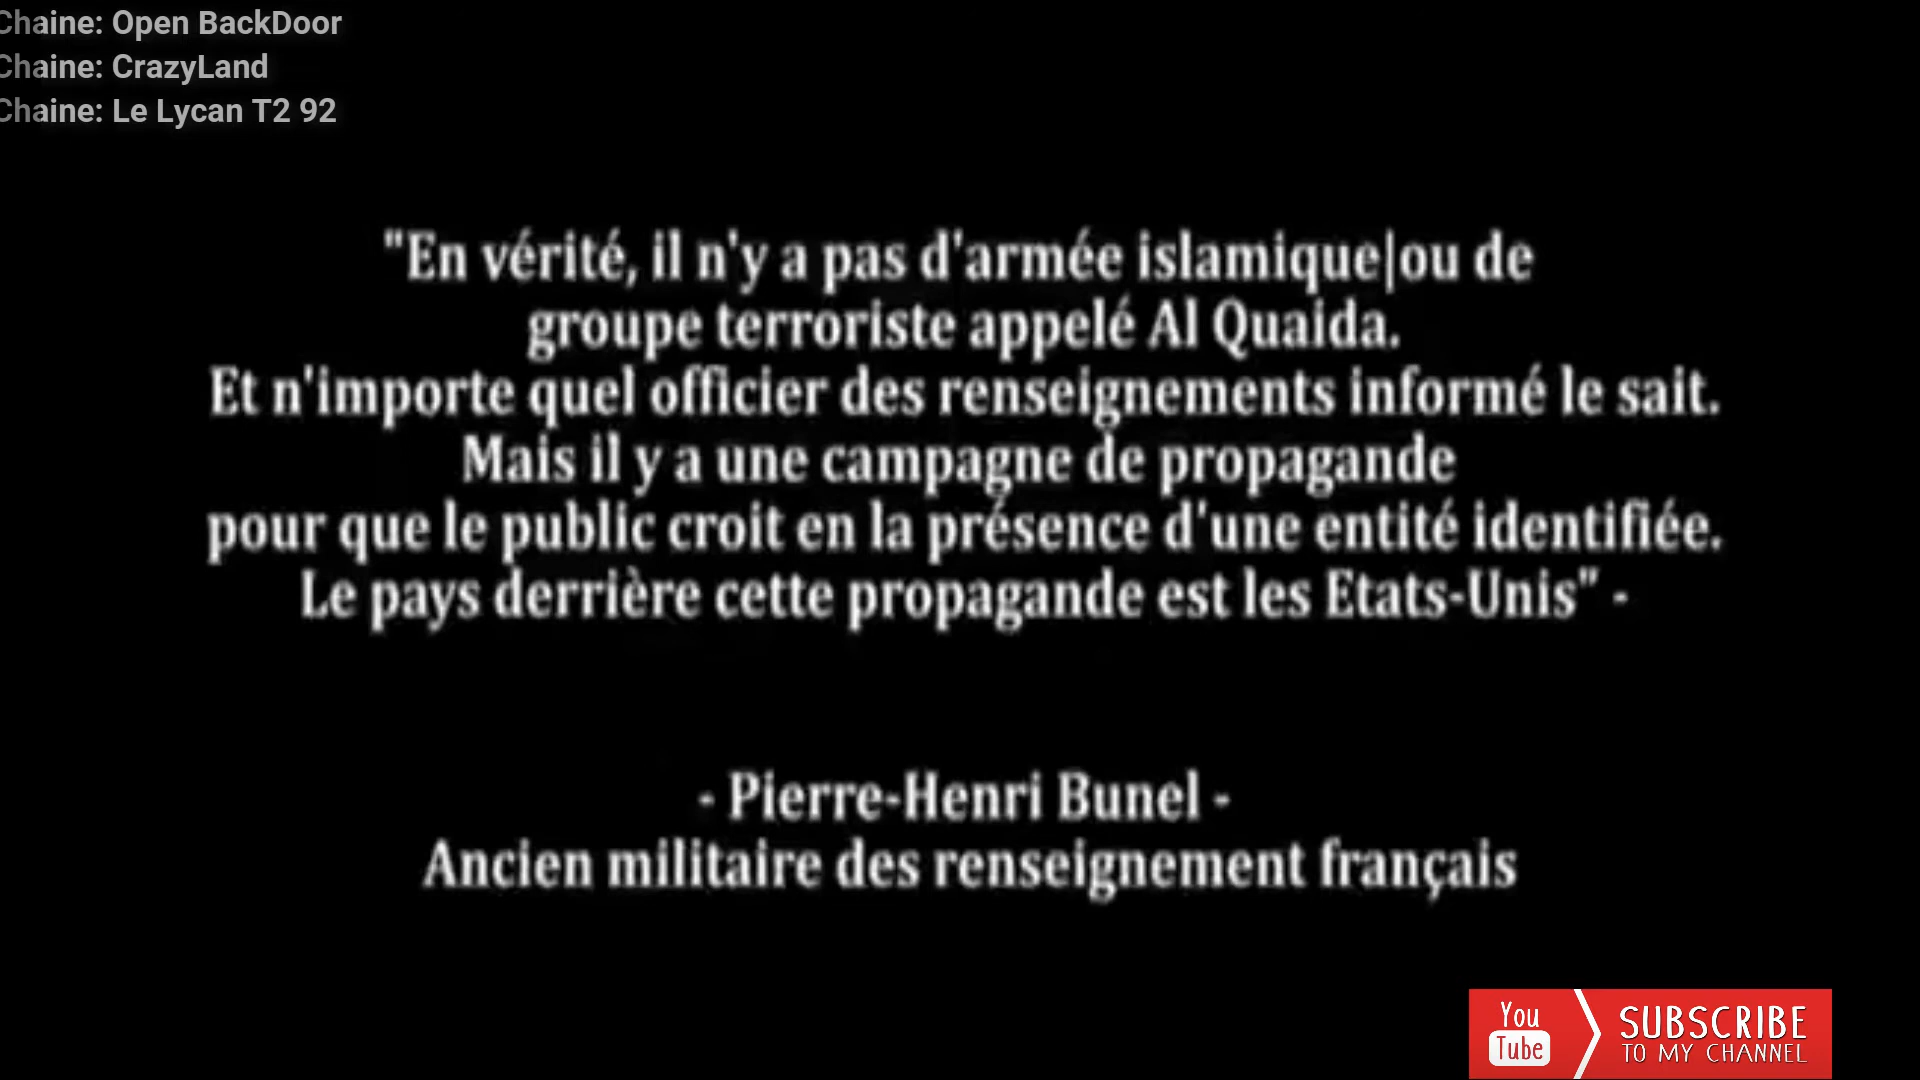 Chaine: Open BackDoor
Chaine: CrazyLand
Chaine: Le Lycan T2 92
"En vérité, il n'y a pas d'armée islamique|ou de
groupe terroriste appelé Al Quaida.
Et n'importe quel officier des renseignements informé le sait.
Mais il y a une campagne de propagande
pour que le public croit en la présence d'une entité identifiée.
Le pays derrière cette propagande est les Etats-Unis" -
- Pierre-Henri Bunel -
Ancien militaire des renseignement français
You
Tube
SUBSCRIBE
TO MY CHANNEL